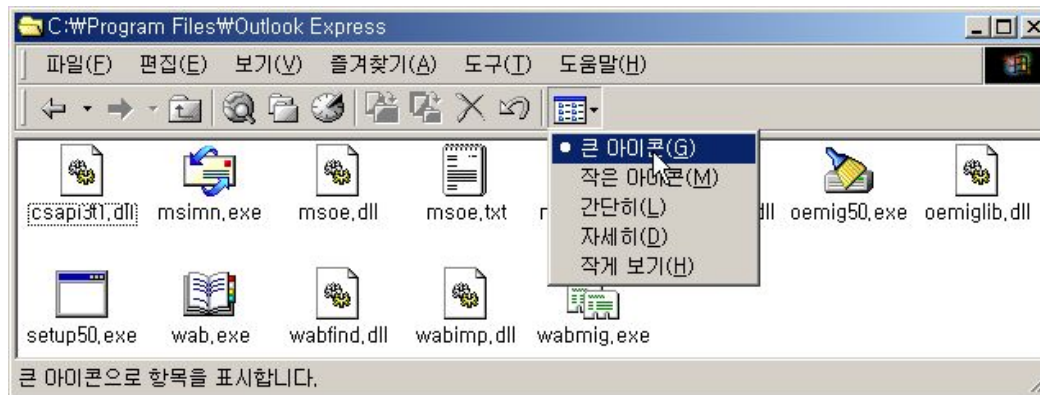 C:₩Program Files₩Outlook Express
파일(F) 편집(E) 보기(V) 즐겨찾기(A) 도구(T) 도움말(H)
큰 아이콘(G)
작은 아이콘(M)
간단히(L)
자세히(D)
작게 보기(H)
csapi3t1.dll msimn.exe msoe.dll msoe.txt oemig50.exe oemiglib.dll
setup50.exe wab.exe wabfind.dll wabimp.dll wabmig.exe
큰 아이콘으로 항목을 표시합니다.